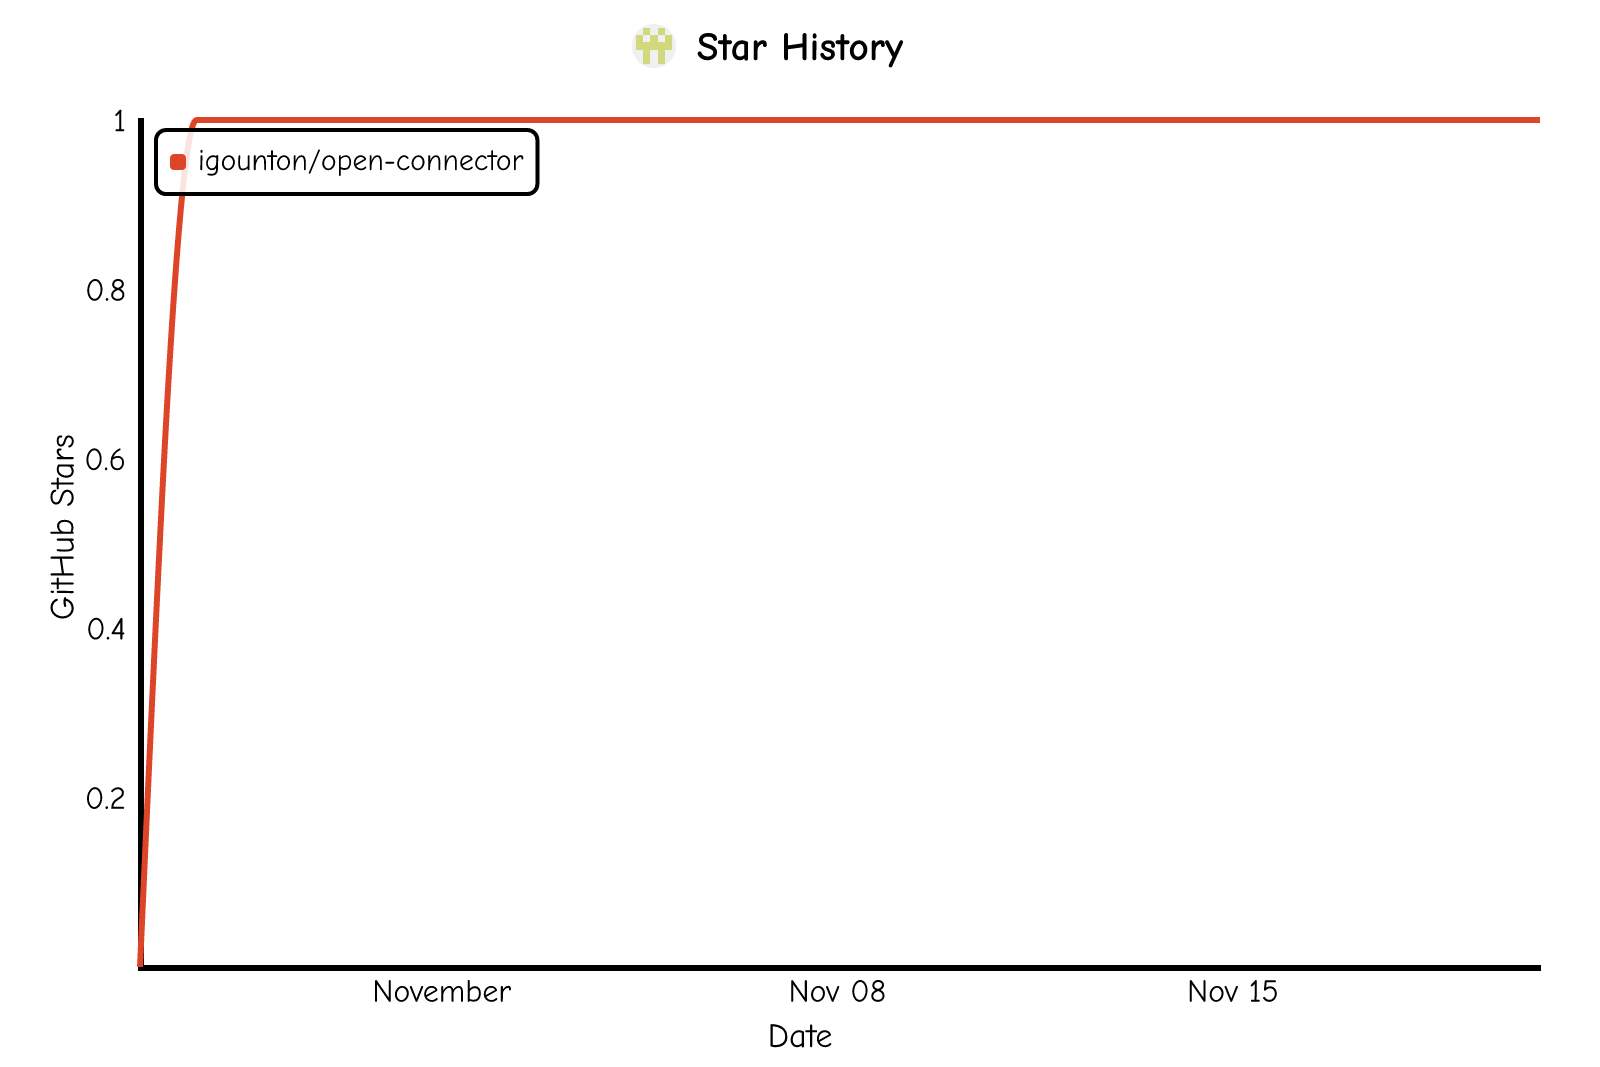 Star History
igounton/open-connector
1
0.8
0.6
0.4
0.2
GitHub Stars
November
Nov 08
Nov 15
Date